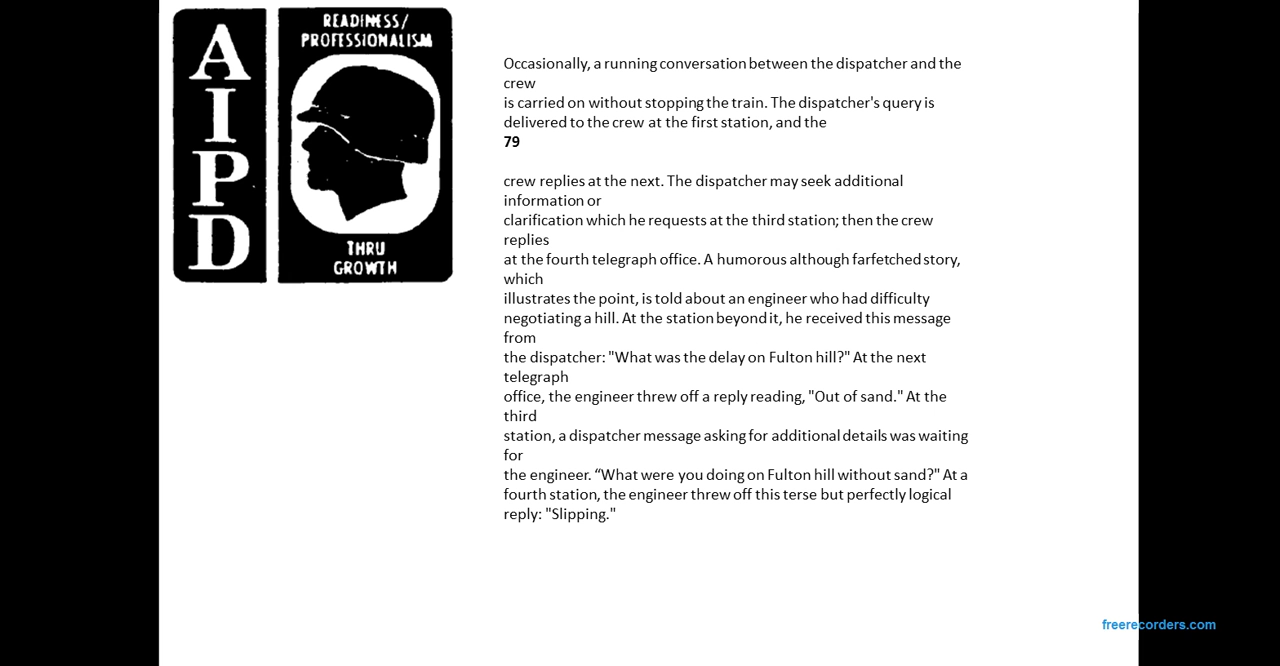 A
I
P
D
READINESS/
PROFESSIONALISM
THRU
GROWTH
Occasionally, a running conversation between the dispatcher and the
crew
is carried on without stopping the train. The dispatcher's query is
delivered to the crew at the first station, and the
79
crew replies at the next. The dispatcher may seek additional
information or
clarification which he requests at the third station; then the crew
replies
at the fourth telegraph office. A humorous although farfetched story,
which
illustrates the point, is told about an engineer who had difficulty
negotiating a hill. At the station beyond it, he received this message
from
the dispatcher: "What was the delay on Fulton hill?" At the next
telegraph
office, the engineer threw off a reply reading, "Out of sand." At the
third
station, a dispatcher message asking for additional details was waiting
for
the engineer. “What were you doing on Fulton hill without sand?" At a
fourth station, the engineer threw off this terse but perfectly logical
reply: "Slipping."
freerecorders.com